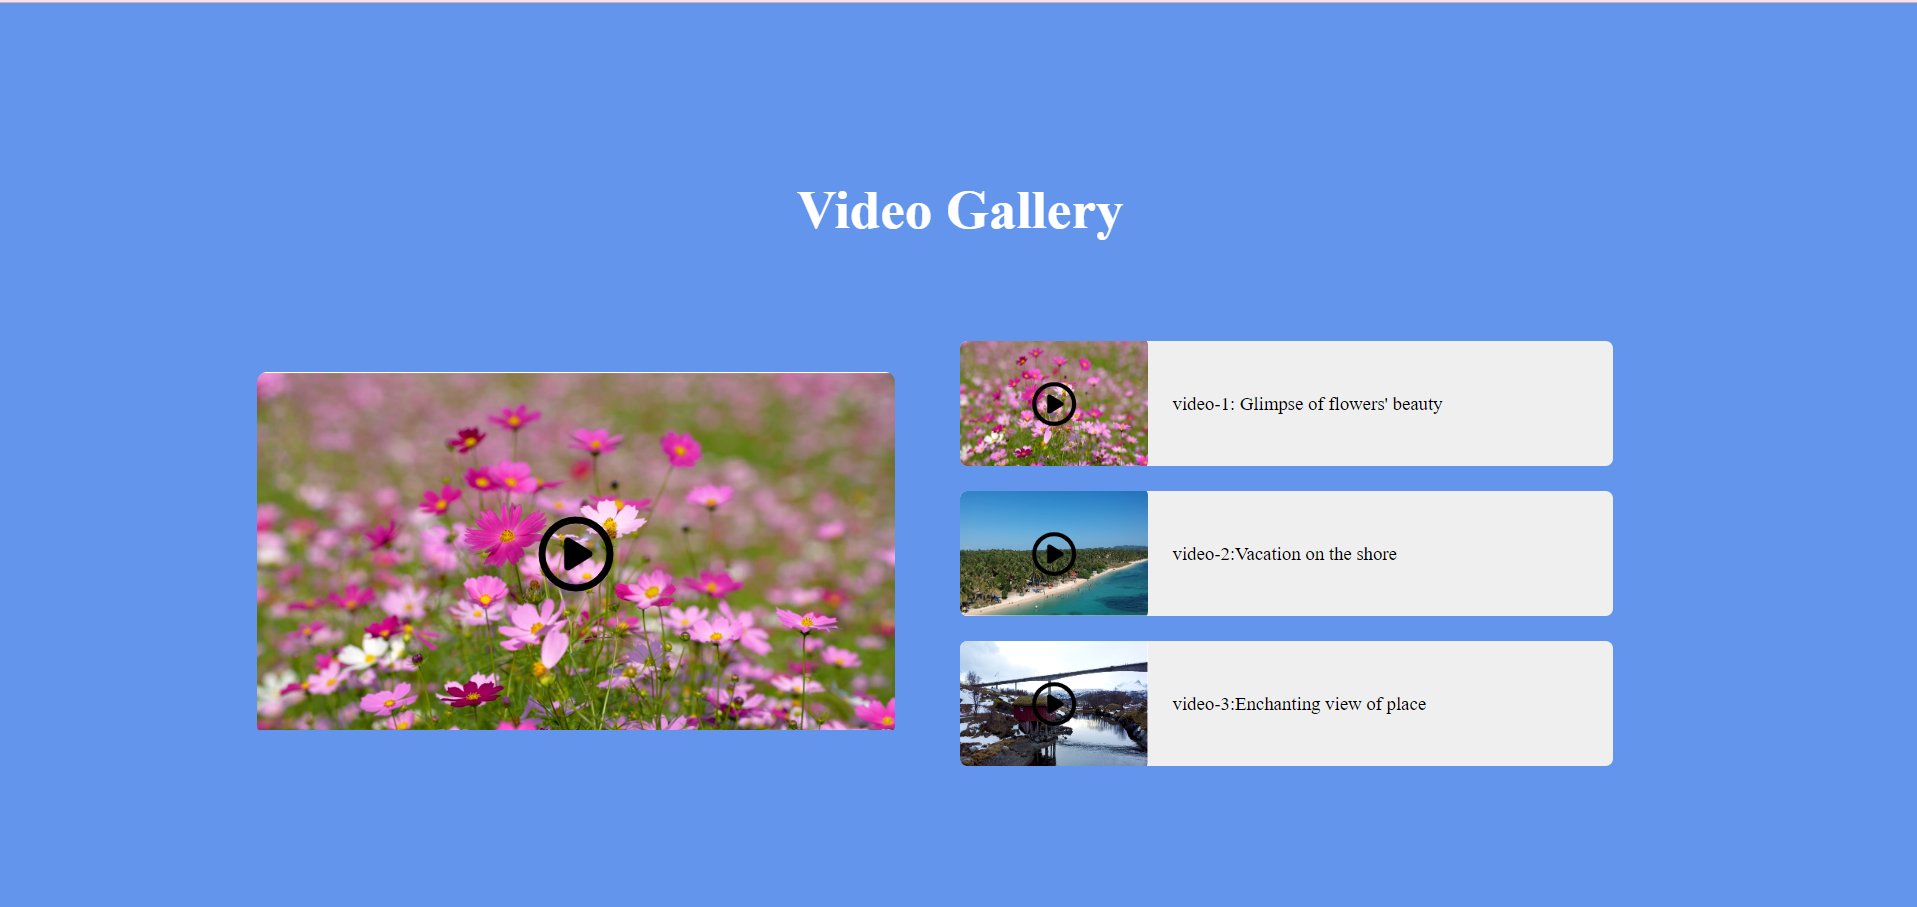 Video Gallery
video-1: Glimpse of flowers' beauty
video-2:Vacation on the shore
video-3:Enchanting view of place